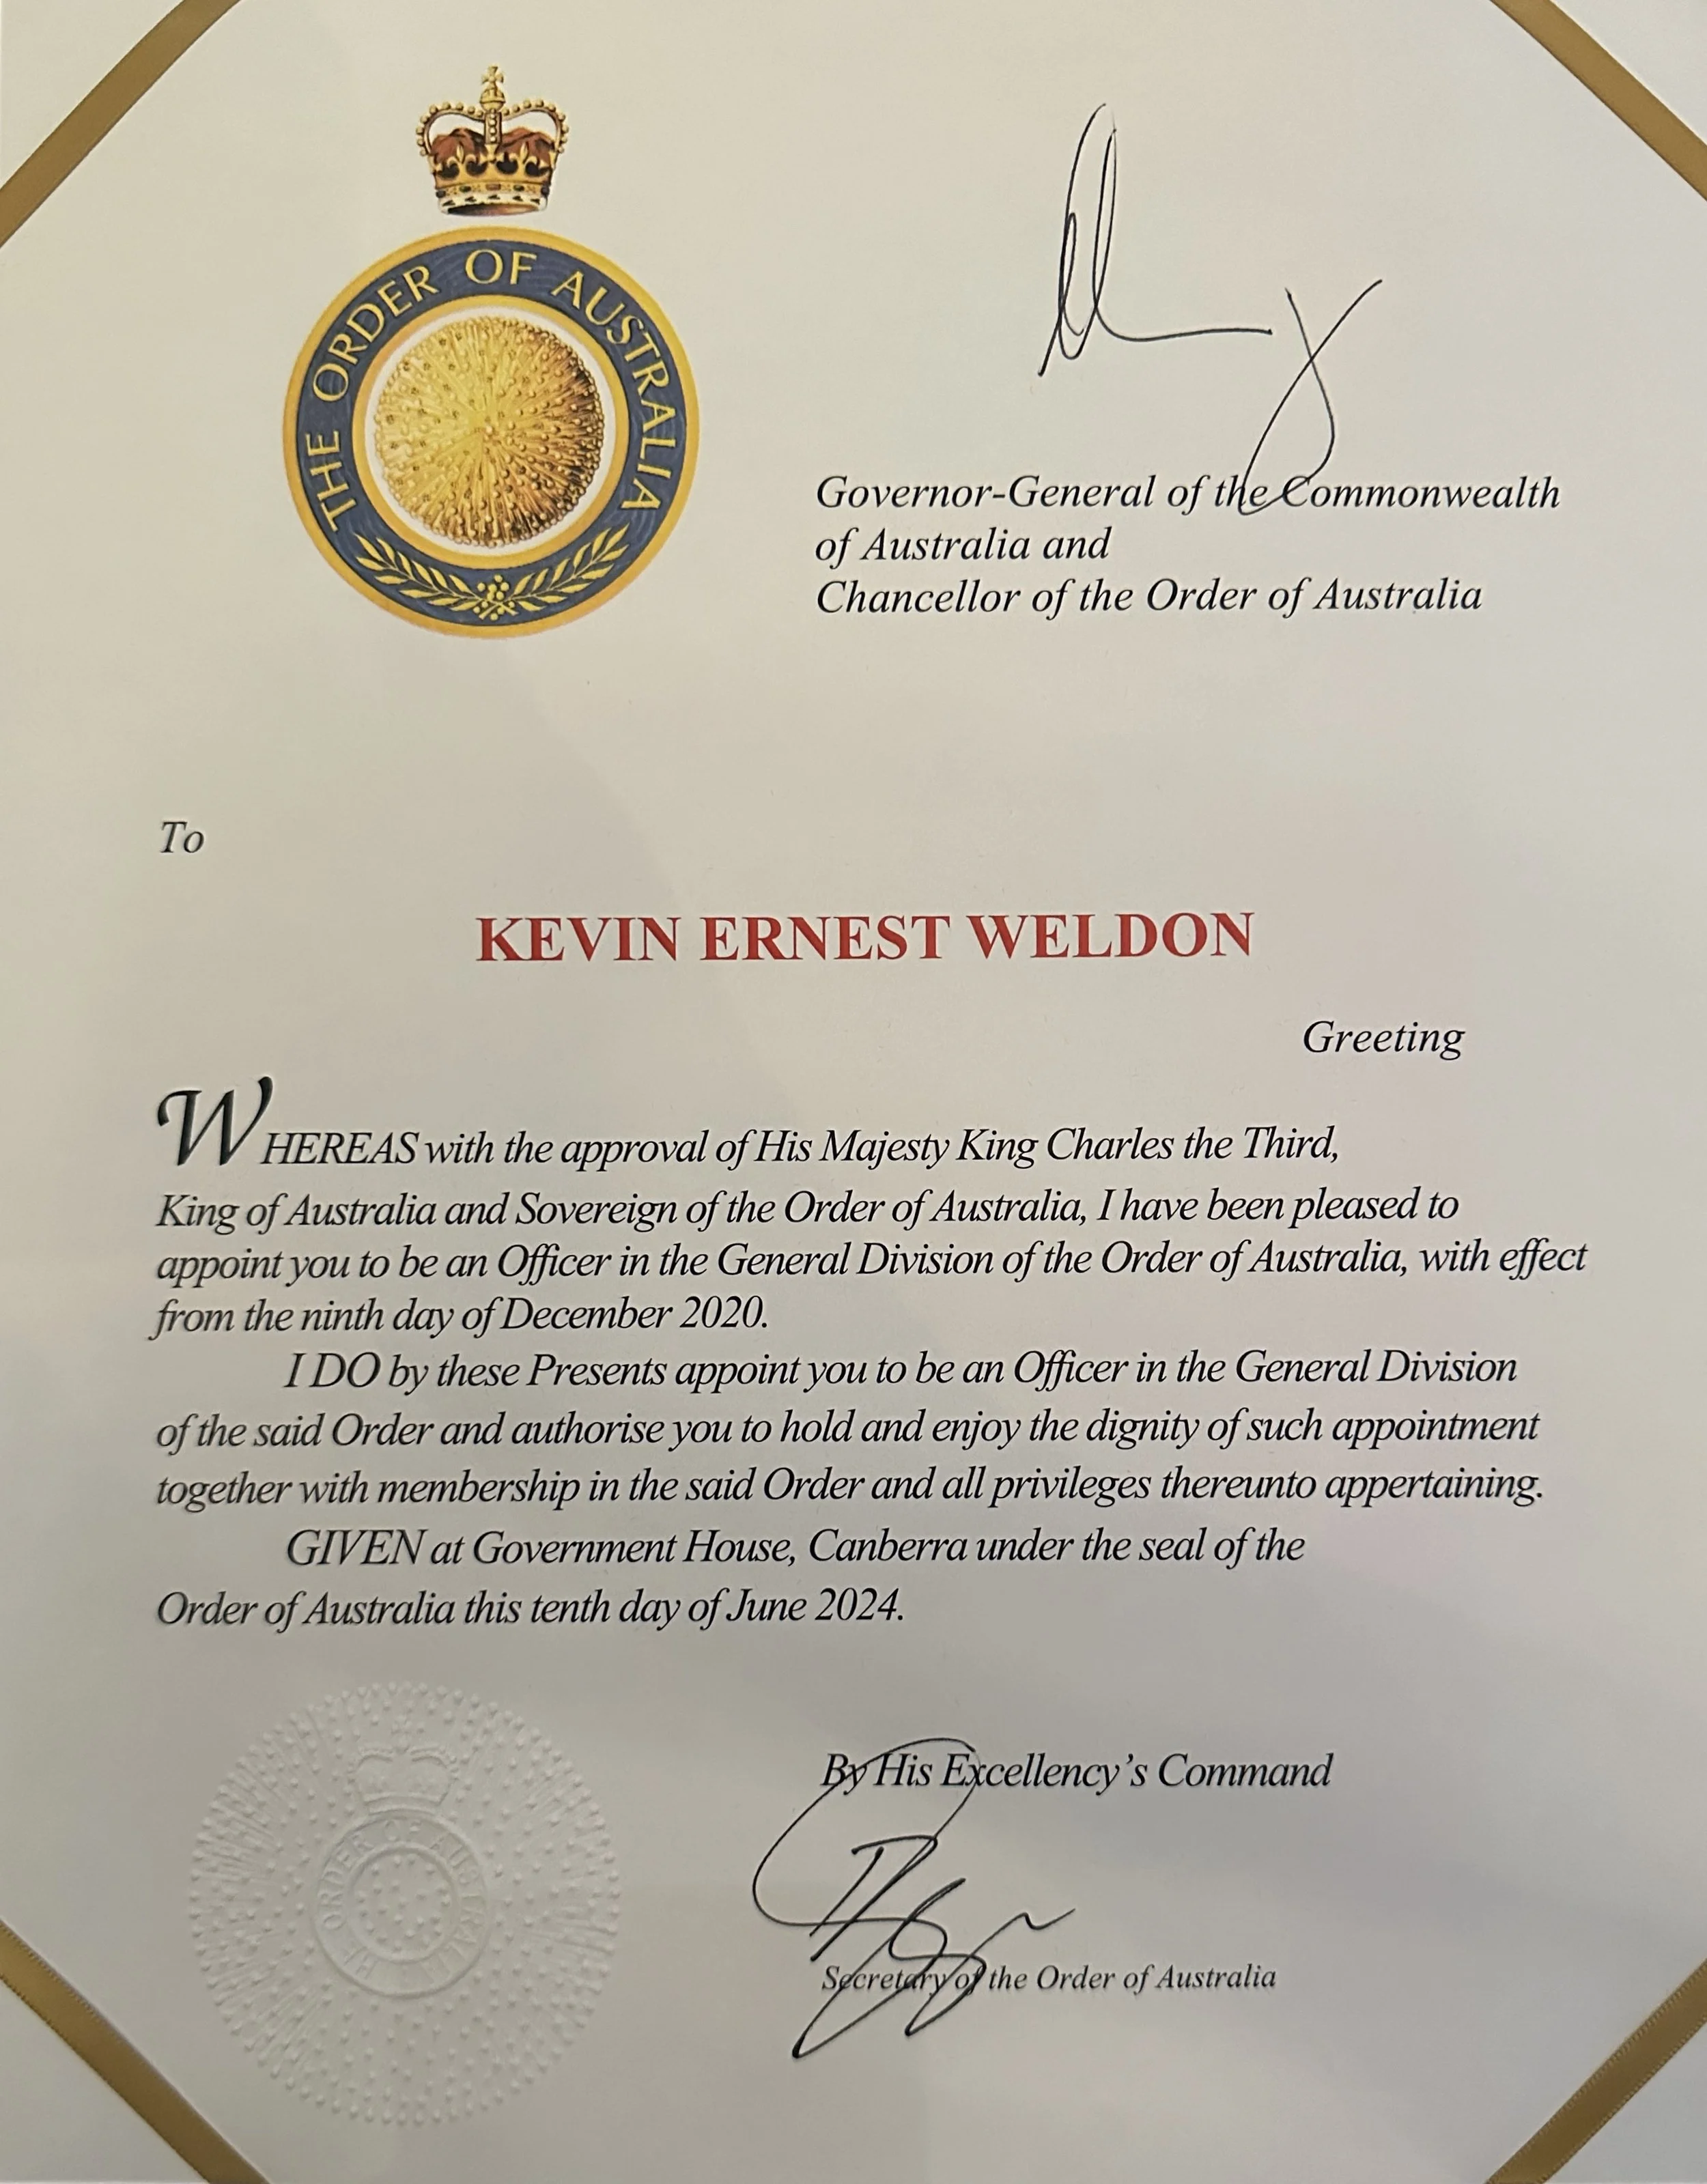 THE ORDER OF AUSTRALIA
Governor-General of the Commonwealth
of Australia and
Chancellor of the Order of Australia
To
KEVIN ERNEST WELDON
Greeting
WHEREAS with the approval of His Majesty King Charles the Third,
King of Australia and Sovereign of the Order of Australia, I have been pleased to
appoint you to be an Officer in the General Division of the Order of Australia, with effect
from the ninth day of December 2020.
I DO by these Presents appoint you to be an Officer in the General Division
of the said Order and authorise you to hold and enjoy the dignity of such appointment
together with membership in the said Order and all privileges thereunto appertaining.
GIVEN at Government House, Canberra under the seal of the
Order of Australia this tenth day of June 2024.
THE ORDER OF AUSTRALIA
By His Excellency's Command
Secretary of the Order of Australia